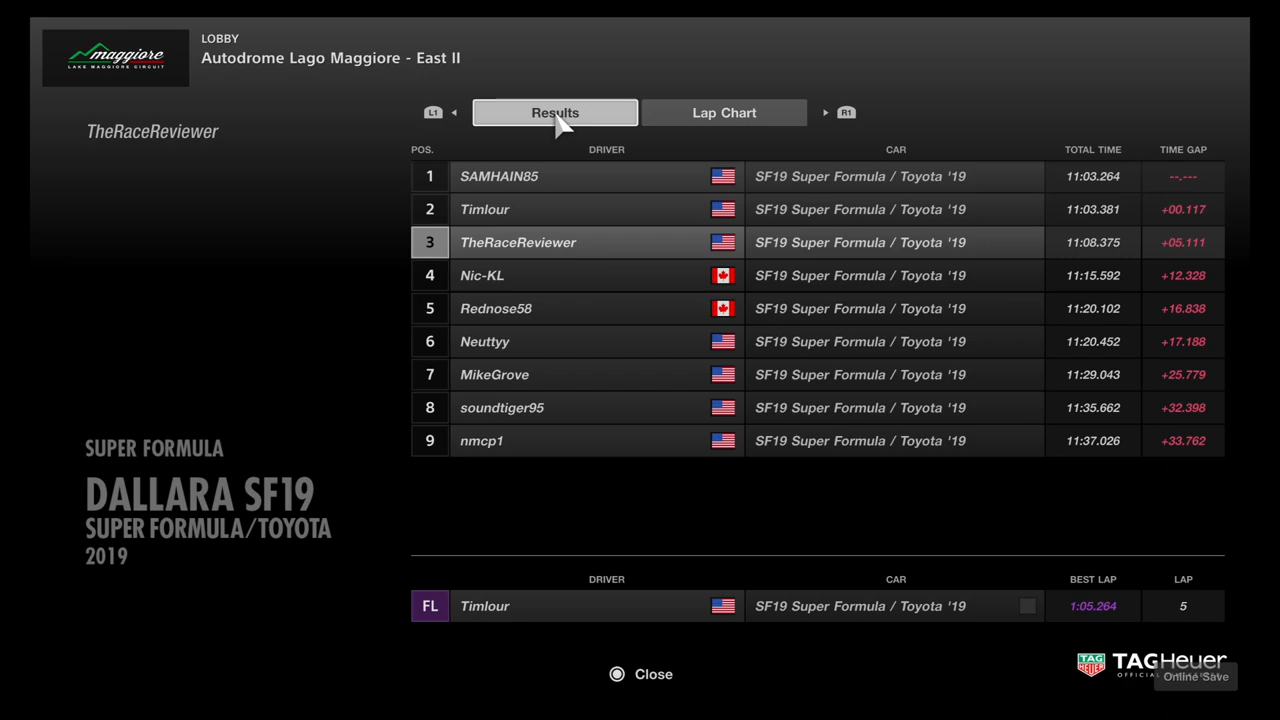 maggiore
LAKE MAGGIORE CIRCUIT
LOBBY
Autodrome Lago Maggiore - East II
TheRaceReviewer
L1 Results Lap Chart R1
POS. DRIVER CAR TOTAL TIME TIME GAP
1 SAMHAIN85 SF19 Super Formula / Toyota '19 11:03.264 --.---
2 Timlour SF19 Super Formula / Toyota '19 11:03.381 +00.117
3 TheRaceReviewer SF19 Super Formula / Toyota '19 11:08.375 +05.111
4 Nic-KL SF19 Super Formula / Toyota '19 11:15.592 +12.328
5 Rednose58 SF19 Super Formula / Toyota '19 11:20.102 +16.838
6 Neuttyy SF19 Super Formula / Toyota '19 11:20.452 +17.188
7 MikeGrove SF19 Super Formula / Toyota '19 11:29.043 +25.779
8 soundtiger95 SF19 Super Formula / Toyota '19 11:35.662 +32.398
9 nmcp1 SF19 Super Formula / Toyota '19 11:37.026 +33.762
SUPER FORMULA
DALLARA SF19
SUPER FORMULA/TOYOTA
2019
DRIVER CAR BEST LAP LAP
FL Timlour SF19 Super Formula / Toyota '19 1:05.264 5
Close
TAG HEUER TAGHeuer
Online Save